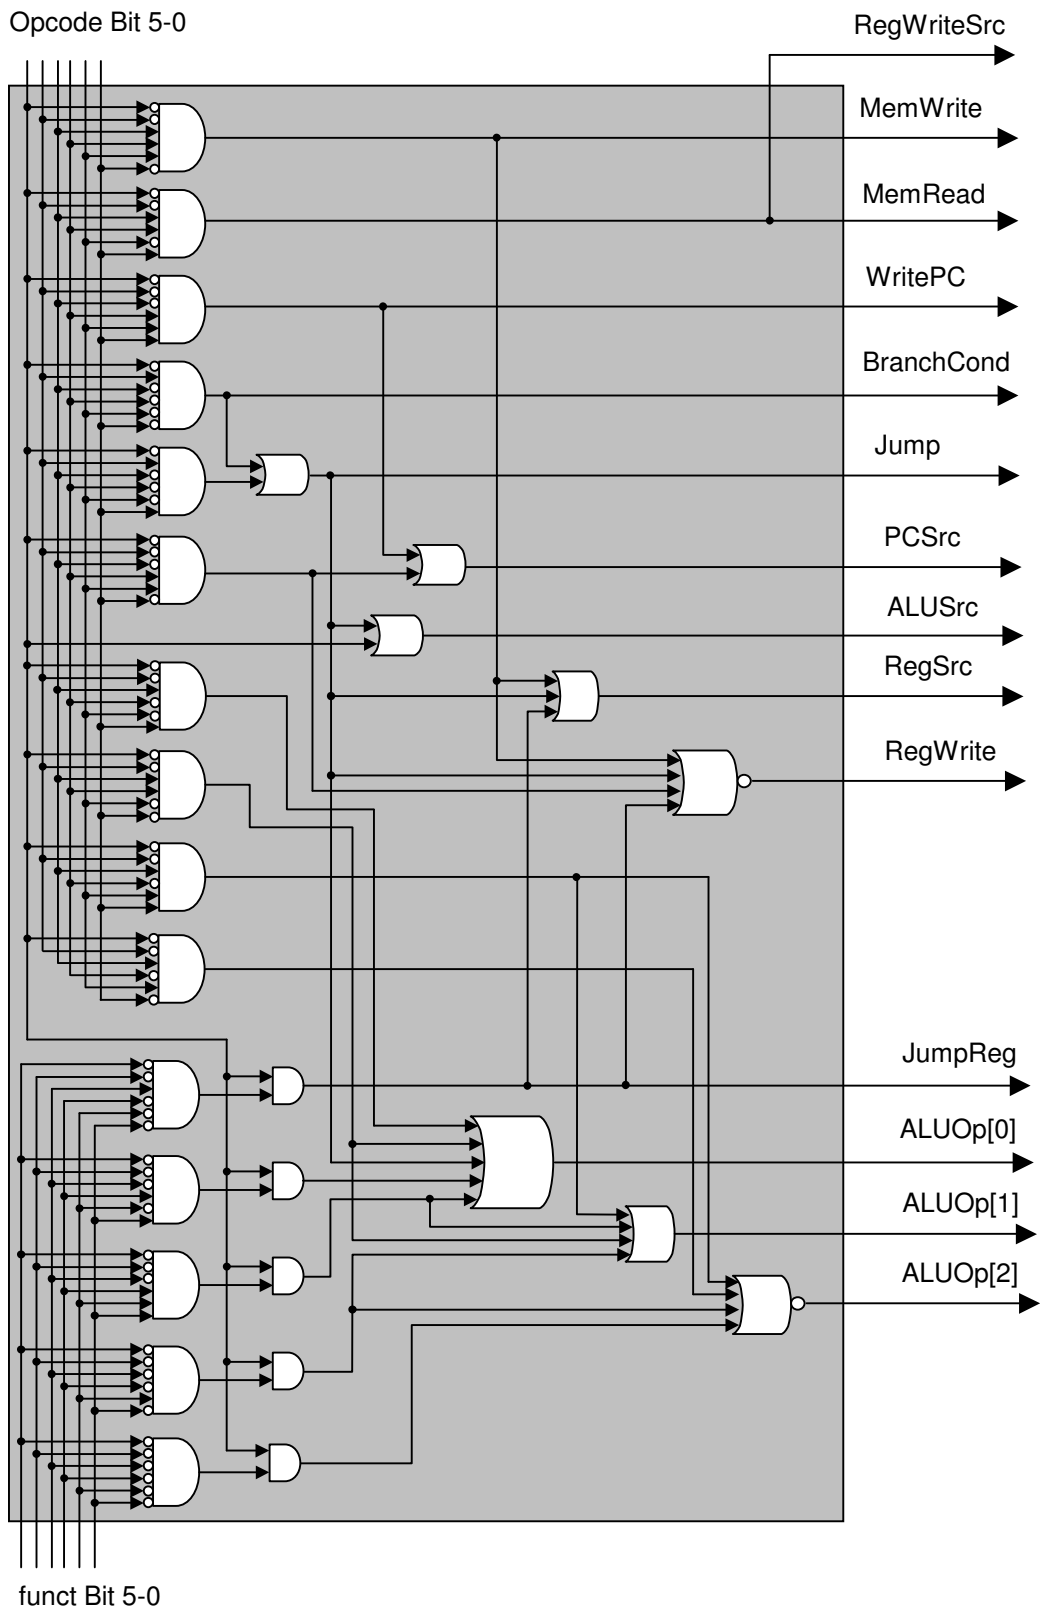 Opcode Bit 5-0
RegWriteSrc
MemWrite
MemRead
WritePC
BranchCond
Jump
PCSrc
ALUSrc
RegSrc
RegWrite
JumpReg
ALUOp[0]
ALUOp[1]
ALUOp[2]
funct Bit 5-0